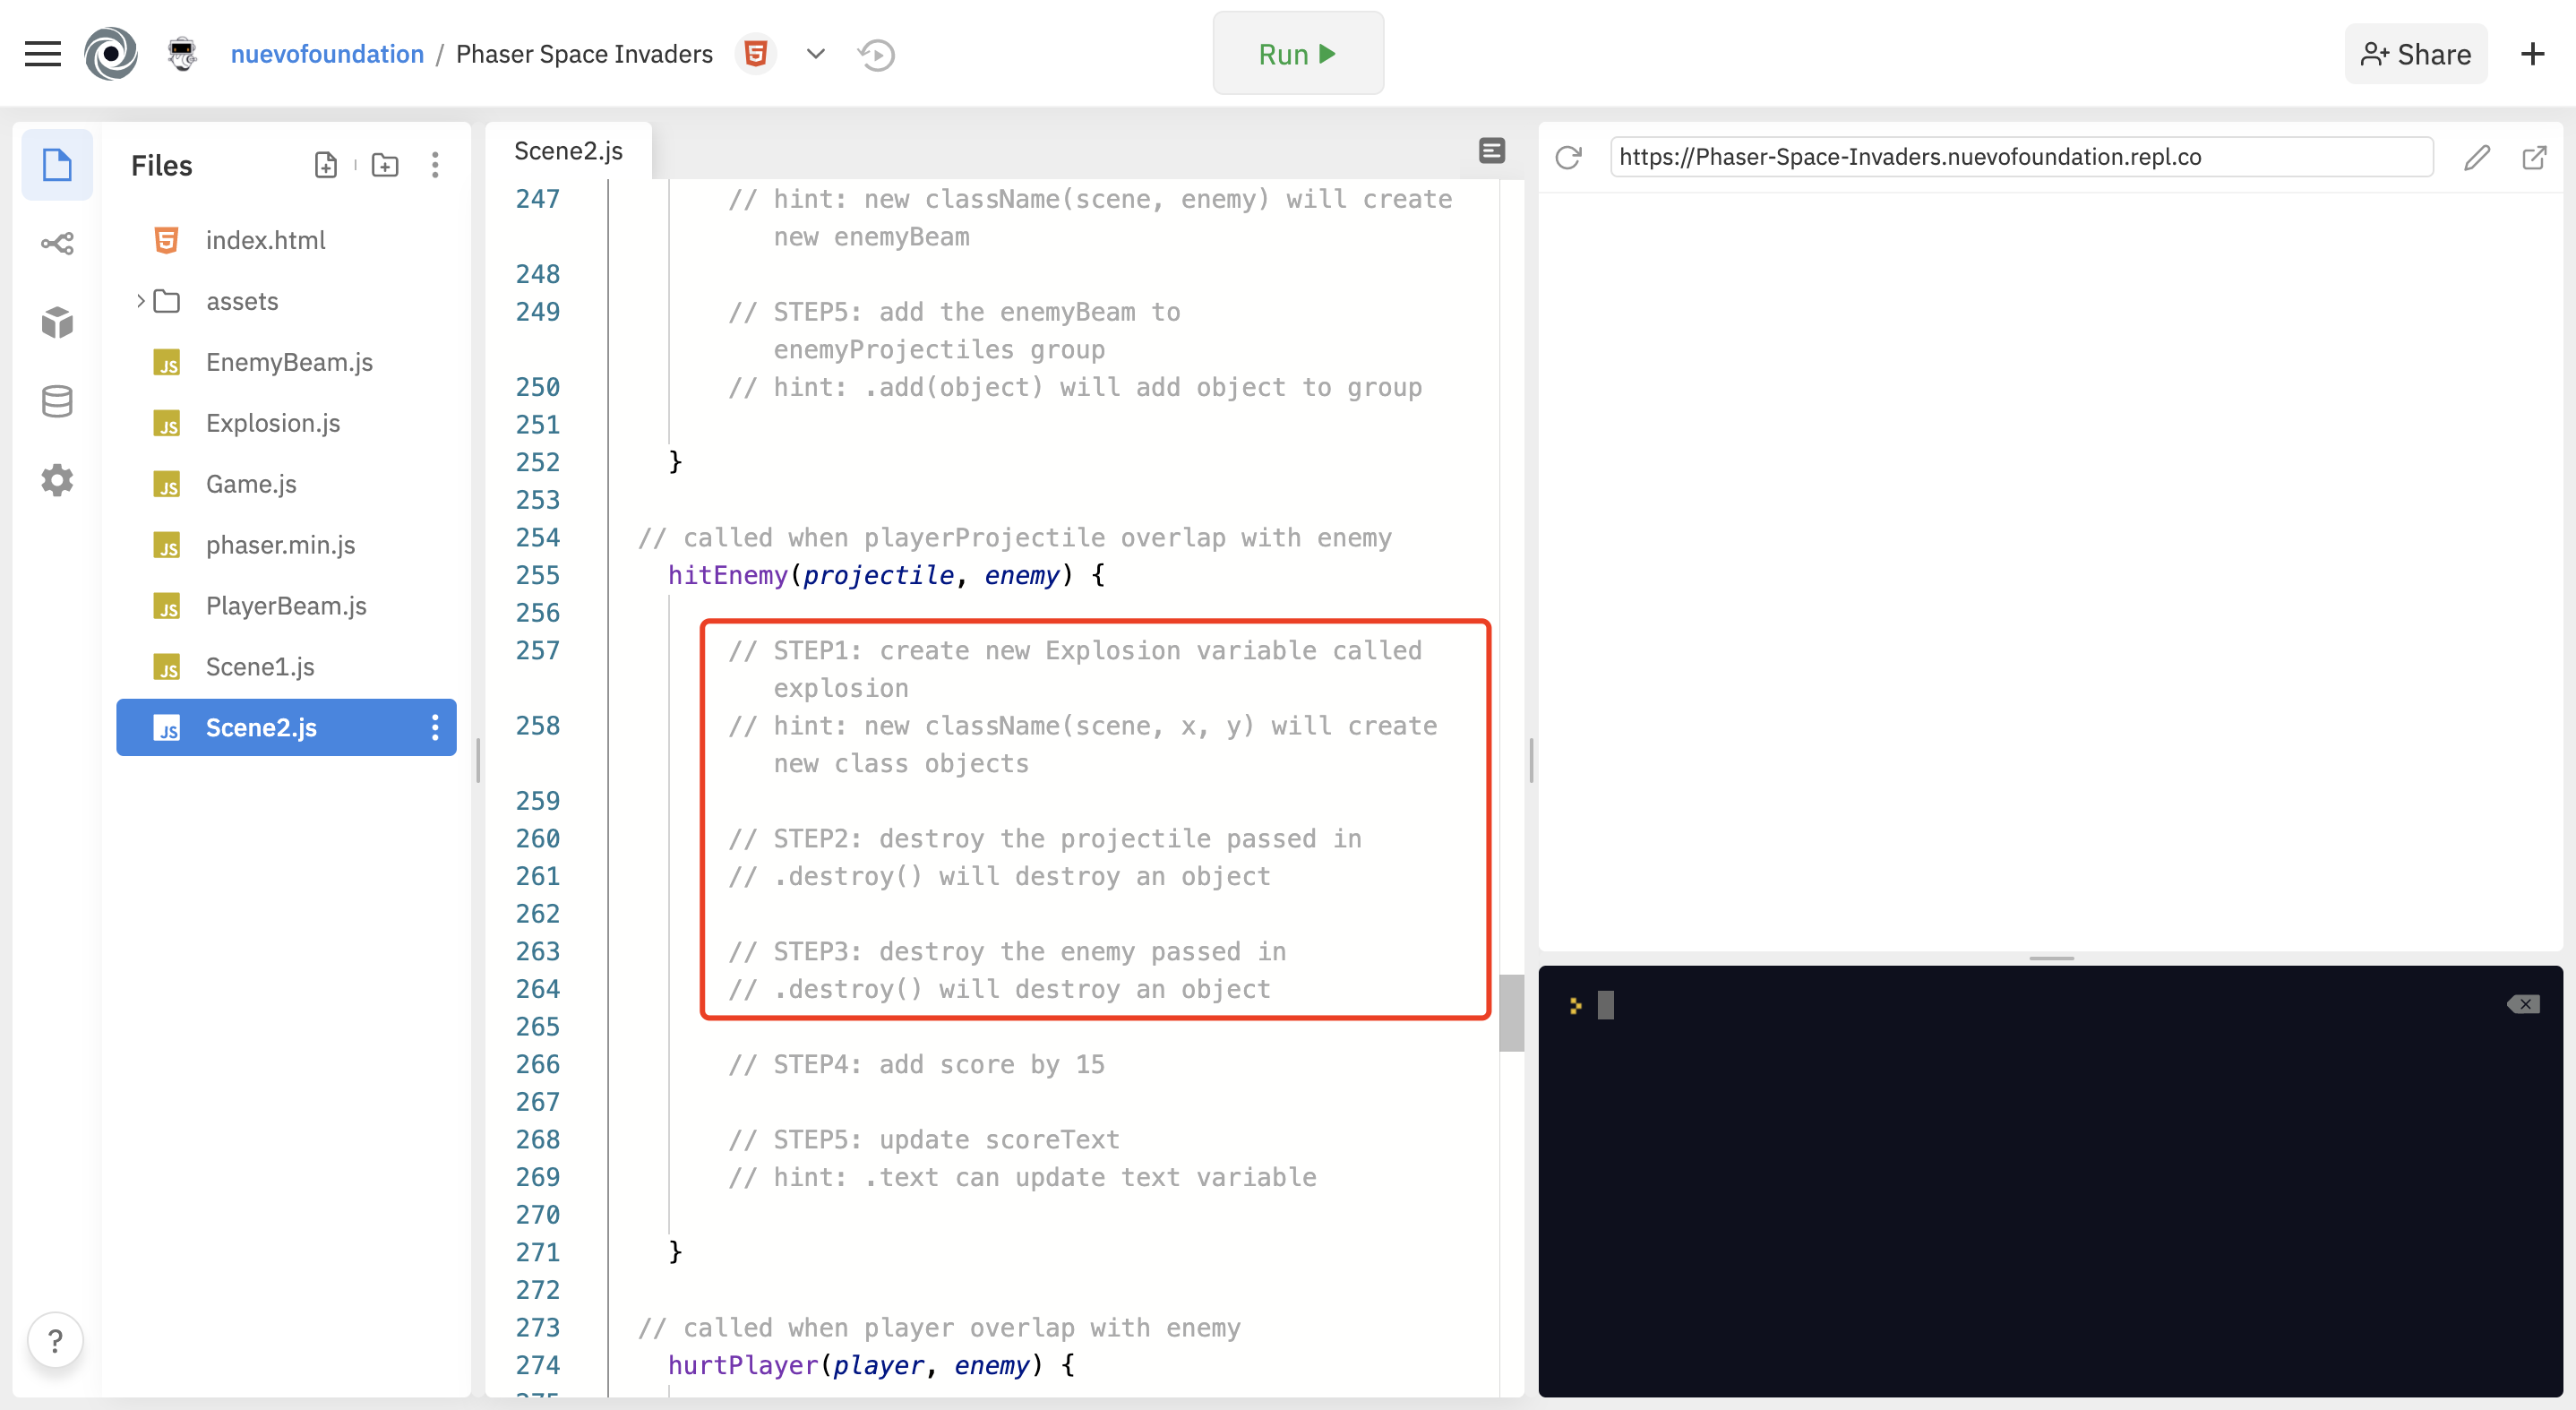 nuevofoundation / Phaser Space Invaders
Run
Share
Files
index.html
assets
EnemyBeam.js
Explosion.js
Game.js
phaser.min.js
PlayerBeam.js
Scene1.js
Scene2.js
?
Scene2.js
247 // hint: new className(scene, enemy) will create
new enemyBeam
248
249 // STEP5: add the enemyBeam to
enemyProjectiles group
250 // hint: .add(object) will add object to group
251
252 }
253
254 // called when playerProjectile overlap with enemy
255 hitEnemy(projectile, enemy) {
256
257 // STEP1: create new Explosion variable called
explosion
258 // hint: new className(scene, x, y) will create
new class objects
259
260 // STEP2: destroy the projectile passed in
261 // .destroy() will destroy an object
262
263 // STEP3: destroy the enemy passed in
264 // .destroy() will destroy an object
265
266 // STEP4: add score by 15
267
268 // STEP5: update scoreText
269 // hint: .text can update text variable
270
271 }
272
273 // called when player overlap with enemy
274 hurtPlayer(player, enemy) {
https://Phaser-Space-Invaders.nuevofoundation.repl.co